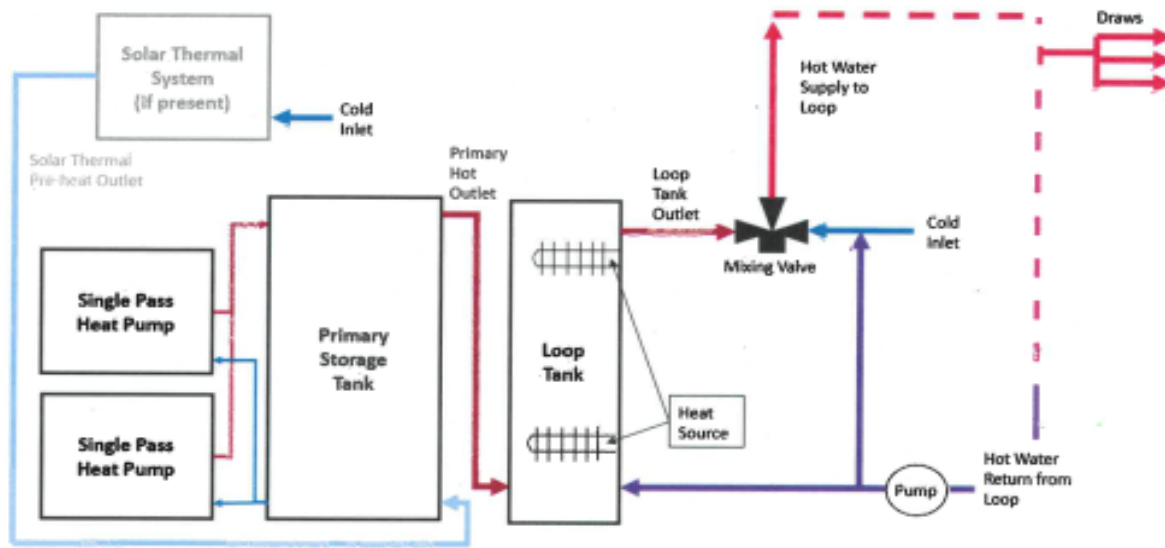 Solar Thermal
System
(if present)
Cold
Inlet
Solar Thermal
Pre-heat Outlet
Hot Water
Supply to
Loop
Draws
Primary
Hot
Outlet
Loop
Tank
Outlet
Cold
Inlet
Mixing Valve
Single Pass
Heat Pump
Primary
Storage
Tank
Loop
Tank
Heat
Source
Single Pass
Heat Pump
Pump
Hot Water
Return from
Loop